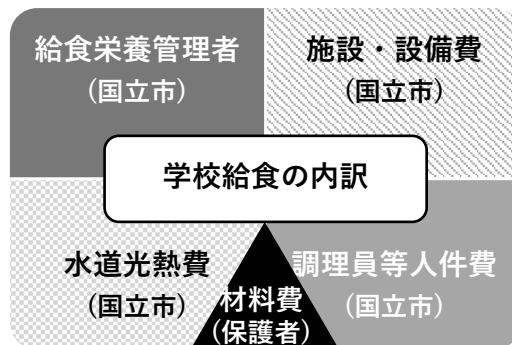 給食栄養管理者
（国立市）
施設・設備費
（国立市）
学校給食の内訳
水道光熱費
（国立市）
材料費
（保護者）
調理員等人件費
（国立市）